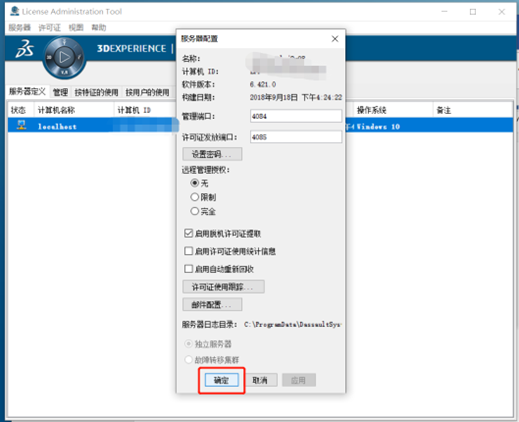 License Administration Tool
服务器 许可证 视图 帮助
3DEXPERIENCE |
服务器定义 管理 按特征的使用 按用户的使用
状态 计算机名称 计算机 ID 操作系统 备注
localhost Windows 10
服务器配置
名称:
计算机 ID:
软件版本: 6.421.0
构建日期: 2018年9月18日 下午4:24:22
管理端口: 4084
许可证发放端口: 4085
设置密码...
远程管理授权:
无
限制
完全
启用脱机许可证提取
启用许可证使用统计信息
启用自动重新回收
许可证使用跟踪...
邮件配置...
服务器日志目录: C:\ProgramData\DassaultSys
独立服务器
故障转移集群
确定 取消 应用